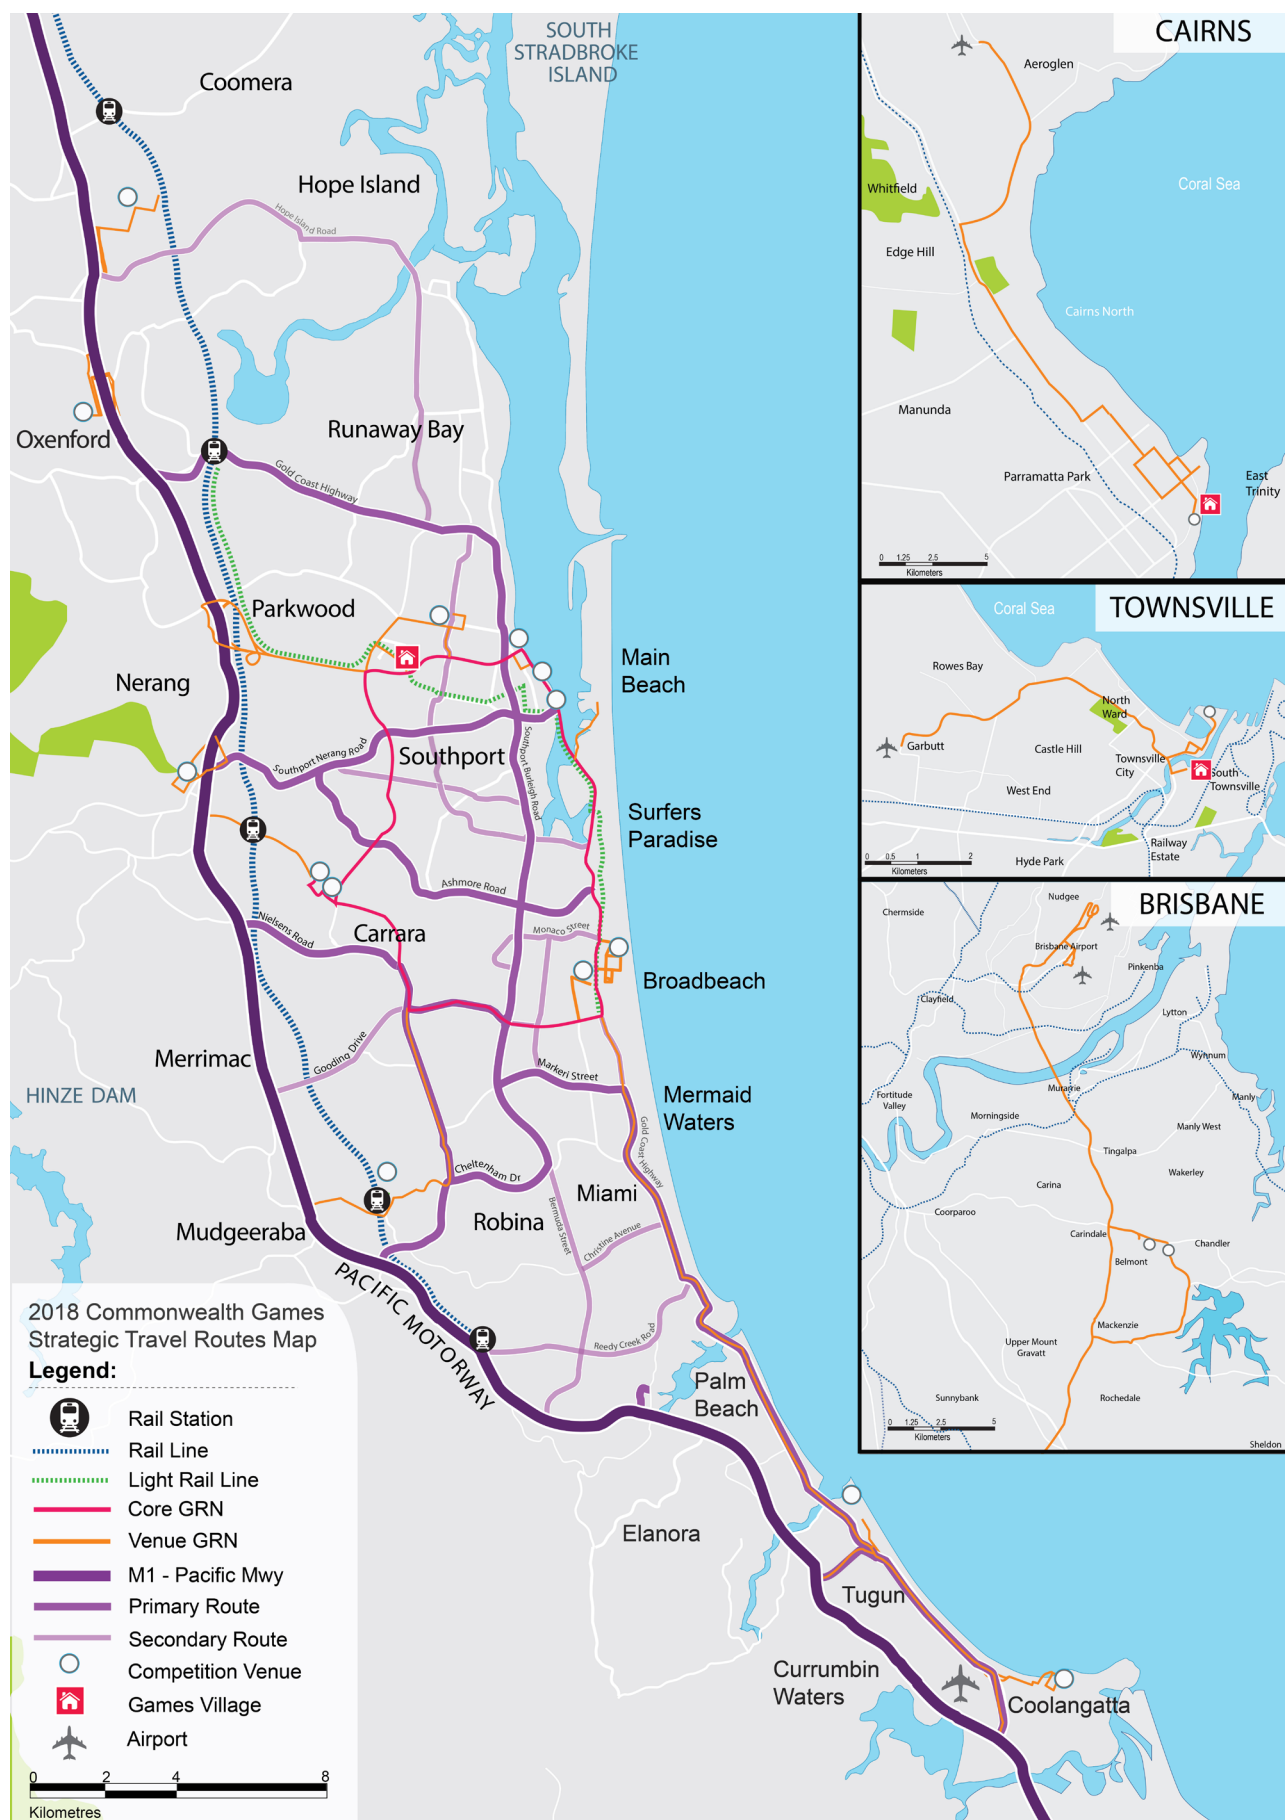 SOUTH
STRADBROKE
ISLAND
Coomera
Hope Island
Hope Island Road
Oxenford
Runaway Bay
Gold Coast Highway
Parkwood
Main
Beach
Nerang
Southport Nerang Road
Southport
Southport Burleigh Road
Surfers
Paradise
Ashmore Road
Nielsens Road
Carrara
Monaco Street
Broadbeach
Merrimac
Gooding Drive
Markeri Street
HINZE DAM
Mermaid
Waters
Gold Coast Highway
Cheltenham Dr
Miami
Mudgeeraba
Robina
Bermuda Street
Christine Avenue
PACIFIC MOTORWAY
Reedy Creek Road
Palm
Beach
Elanora
Tugun
Currumbin
Waters
Coolangatta
2018 Commonwealth Games
Strategic Travel Routes Map
Legend:
Rail Station
Rail Line
Light Rail Line
Core GRN
Venue GRN
M1 - Pacific Mwy
Primary Route
Secondary Route
Competition Venue
Games Village
Airport
0 2 4 8
Kilometres
CAIRNS
Aeroglen
Whitfield
Coral Sea
Edge Hill
Cairns North
Manunda
Parramatta Park
East
Trinity
0 1.25 2.5 5
Kilometers
TOWNSVILLE
Coral Sea
Rowes Bay
North
Ward
Garbutt
Castle Hill
Townsville
City
South
Townsville
West End
Hyde Park
Railway
Estate
0 0.5 1 2
Kilometers
BRISBANE
Nudgee
Chermside
Brisbane Airport
Pinkenba
Clayfield
Lytton
Wynnum
Murarrie
Fortitude
Valley
Manly
Morningside
Manly West
Tingalpa
Wakerley
Carina
Coorparoo
Carindale
Chandler
Belmont
Mackenzie
Upper Mount
Gravatt
Sunnybank
Rochedale
0 1.25 2.5 5
Kilometers
Sheldon